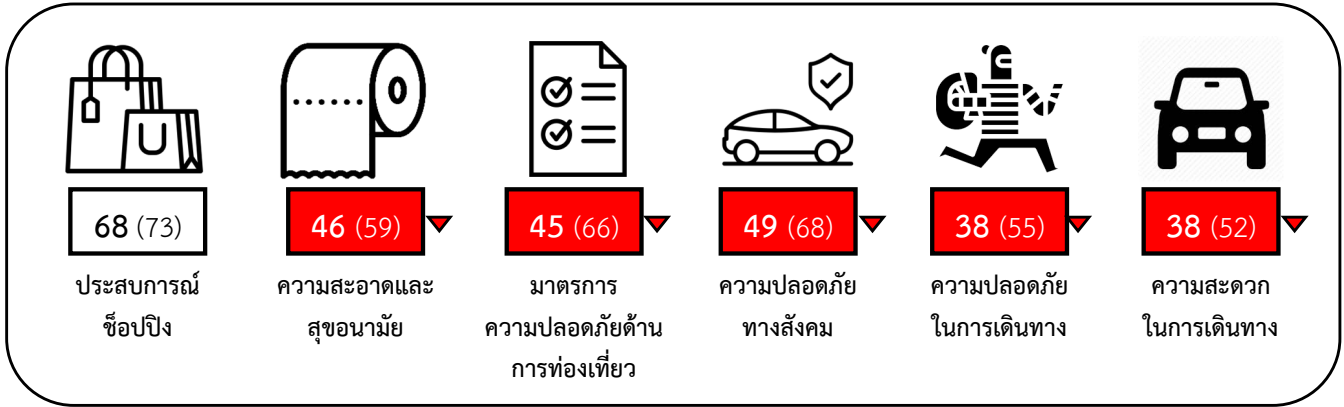 68 (73)
ประสบการณ์
ช็อปปิง
46 (59)
ความสะอาดและ
สุขอนามัย
45 (66)
มาตรการ
ความปลอดภัยด้าน
การท่องเที่ยว
49 (68)
ความปลอดภัย
ทางสังคม
38 (55)
ความปลอดภัย
ในการเดินทาง
38 (52)
ความสะดวก
ในการเดินทาง